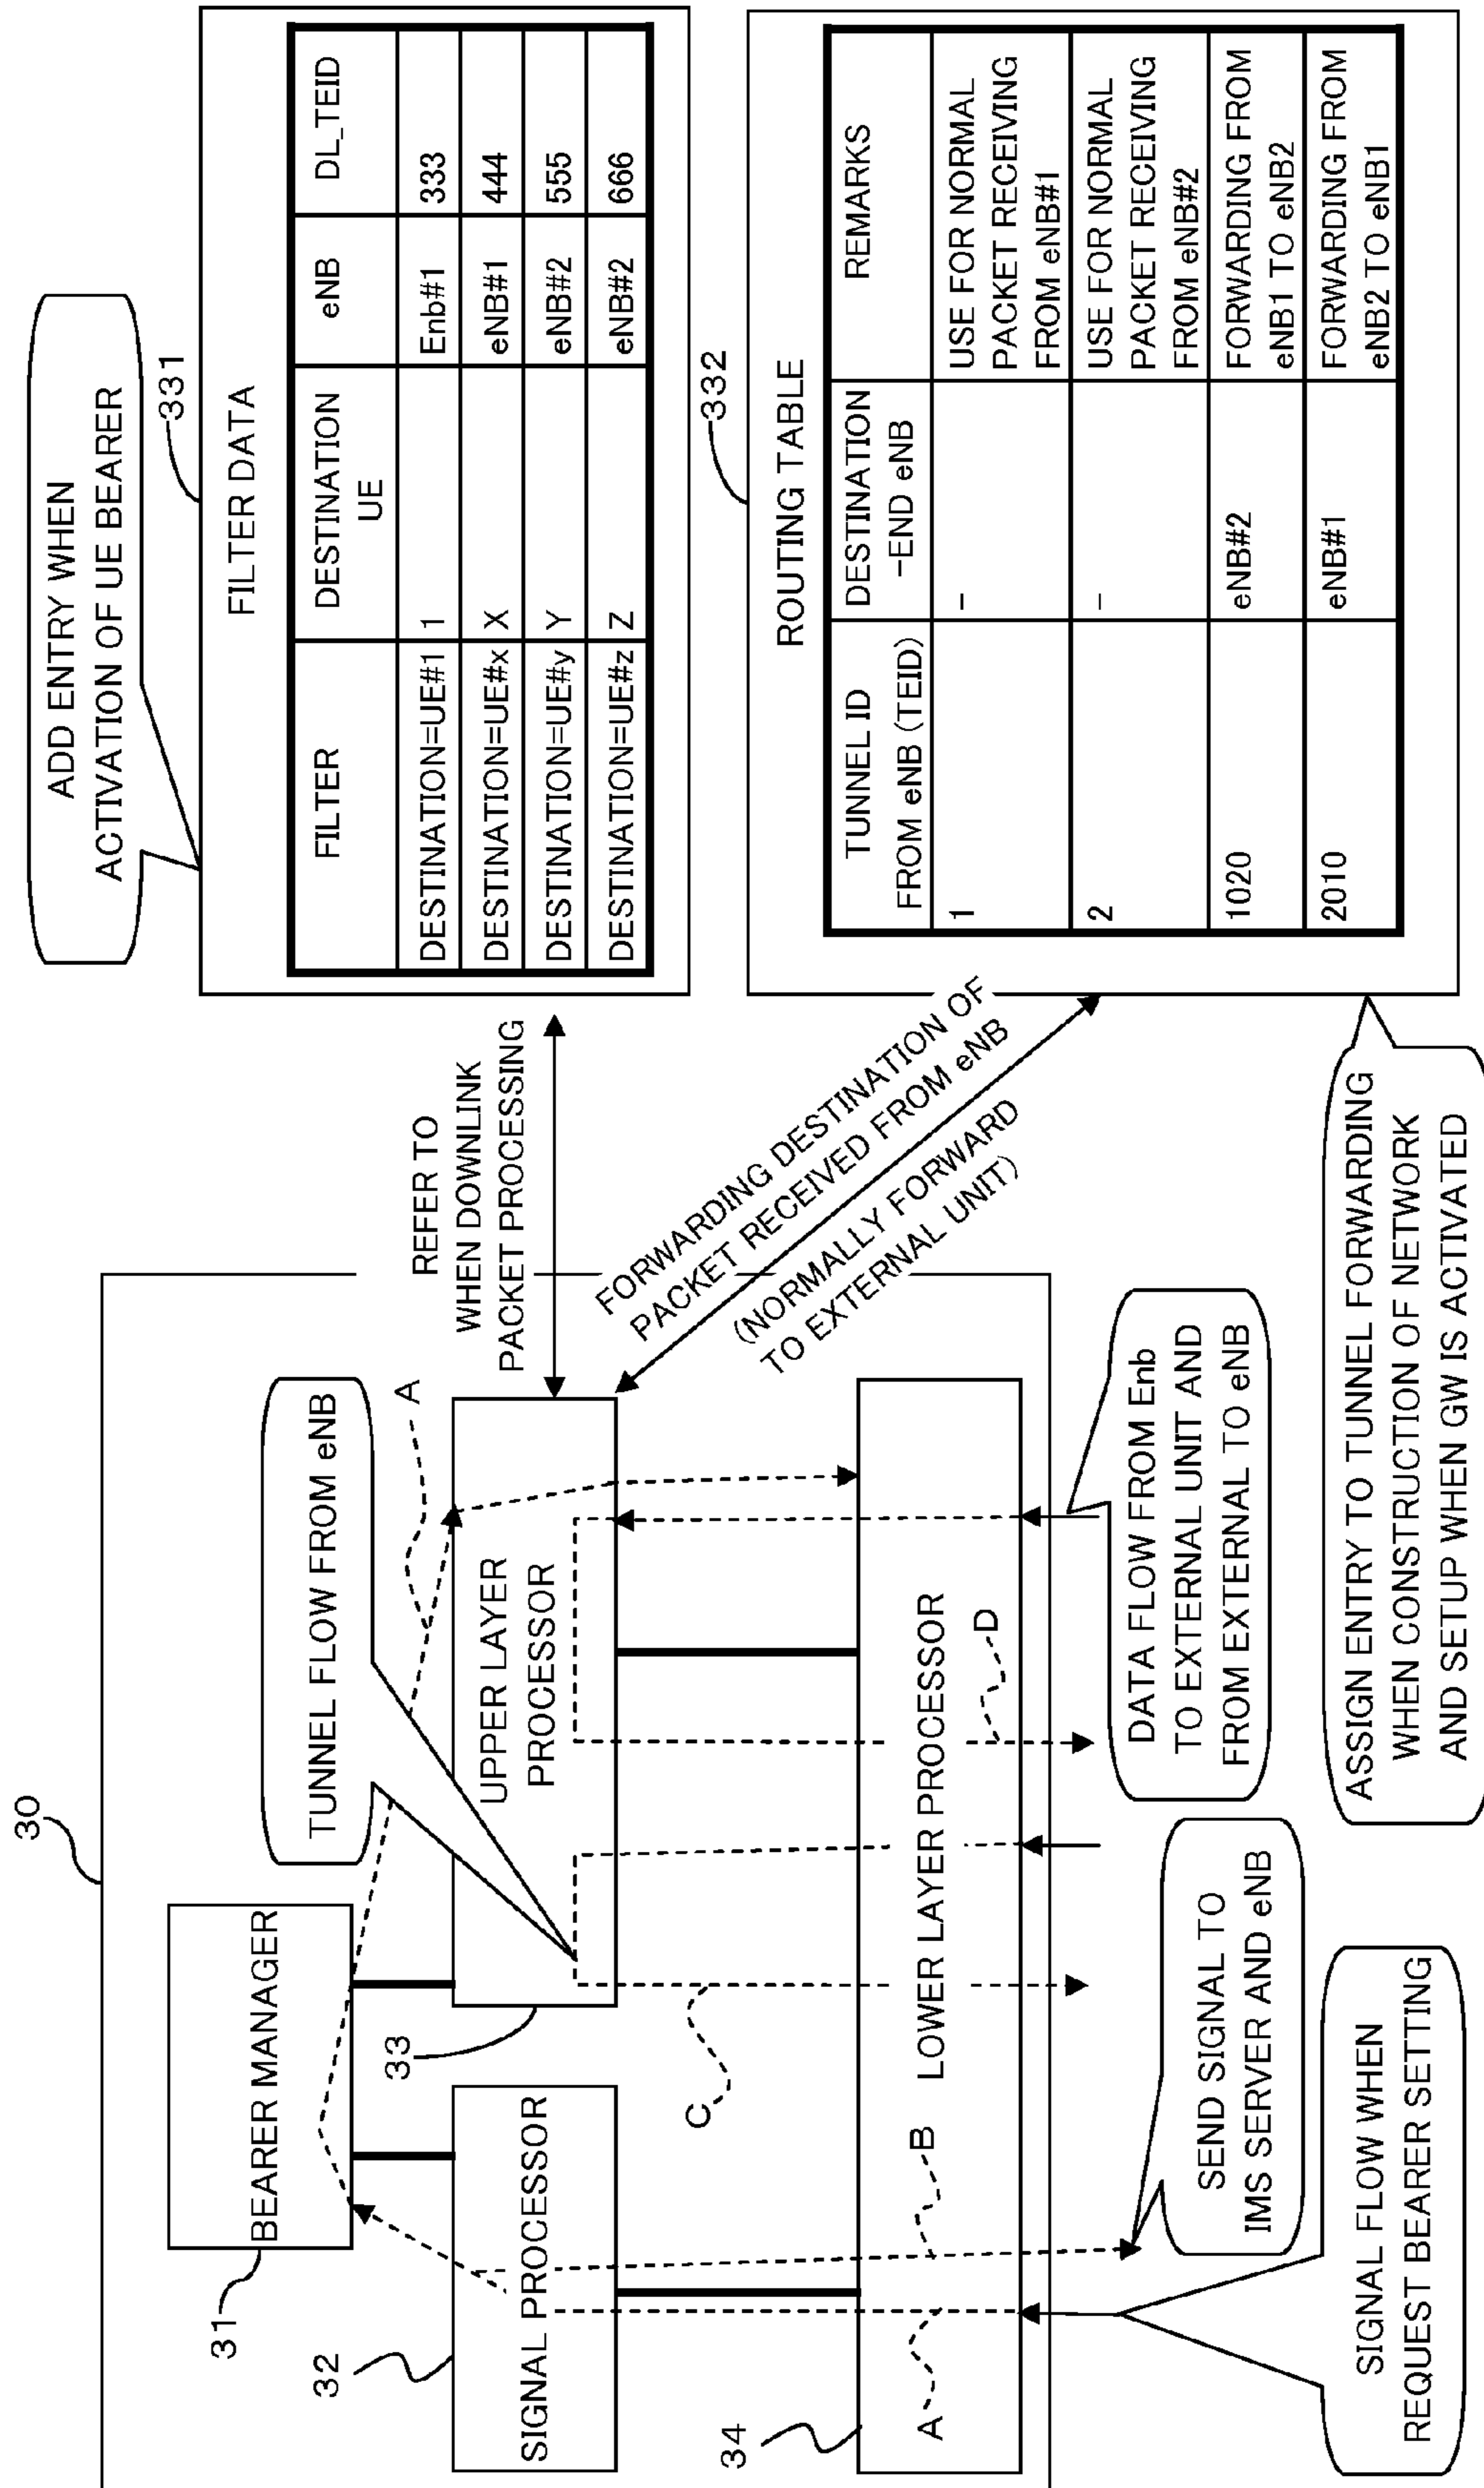 30
BEARER MANAGER
31
TUNNEL FLOW FROM eNB
A
SIGNAL PROCESSOR
32
33
UPPER LAYER
PROCESSOR
C
34
A
B
LOWER LAYER PROCESSOR
D
SIGNAL FLOW WHEN
REQUEST BEARER SETTING
SEND SIGNAL TO
IMS SERVER AND eNB
DATA FLOW FROM Enb
TO EXTERNAL UNIT AND
FROM EXTERNAL TO eNB
REFER TO
WHEN DOWNLINK
PACKET PROCESSING
FORWARDING DESTINATION OF
PACKET RECEIVED FROM eNB
(NORMALLY FORWARD
TO EXTERNAL UNIT)
ASSIGN ENTRY TO TUNNEL FORWARDING
WHEN CONSTRUCTION OF NETWORK
AND SETUP WHEN GW IS ACTIVATED
ADD ENTRY WHEN
ACTIVATION OF UE BEARER
331
FILTER DATA
FILTER DESTINATION UE eNB DL_TEID
DESTINATION=UE#1 1 Enb#1 333
DESTINATION=UE#x X eNB#1 444
DESTINATION=UE#y Y eNB#2 555
DESTINATION=UE#z Z eNB#2 666
332
ROUTING TABLE
TUNNEL ID DESTINATION REMARKS
FROM eNB (TEID) -END eNB
1 - USE FOR NORMAL
PACKET RECEIVING
FROM eNB#1
2 - USE FOR NORMAL
PACKET RECEIVING
FROM eNB#2
1020 eNB#2 FORWARDING FROM
eNB1 TO eNB2
2010 eNB#1 FORWARDING FROM
eNB2 TO eNB1